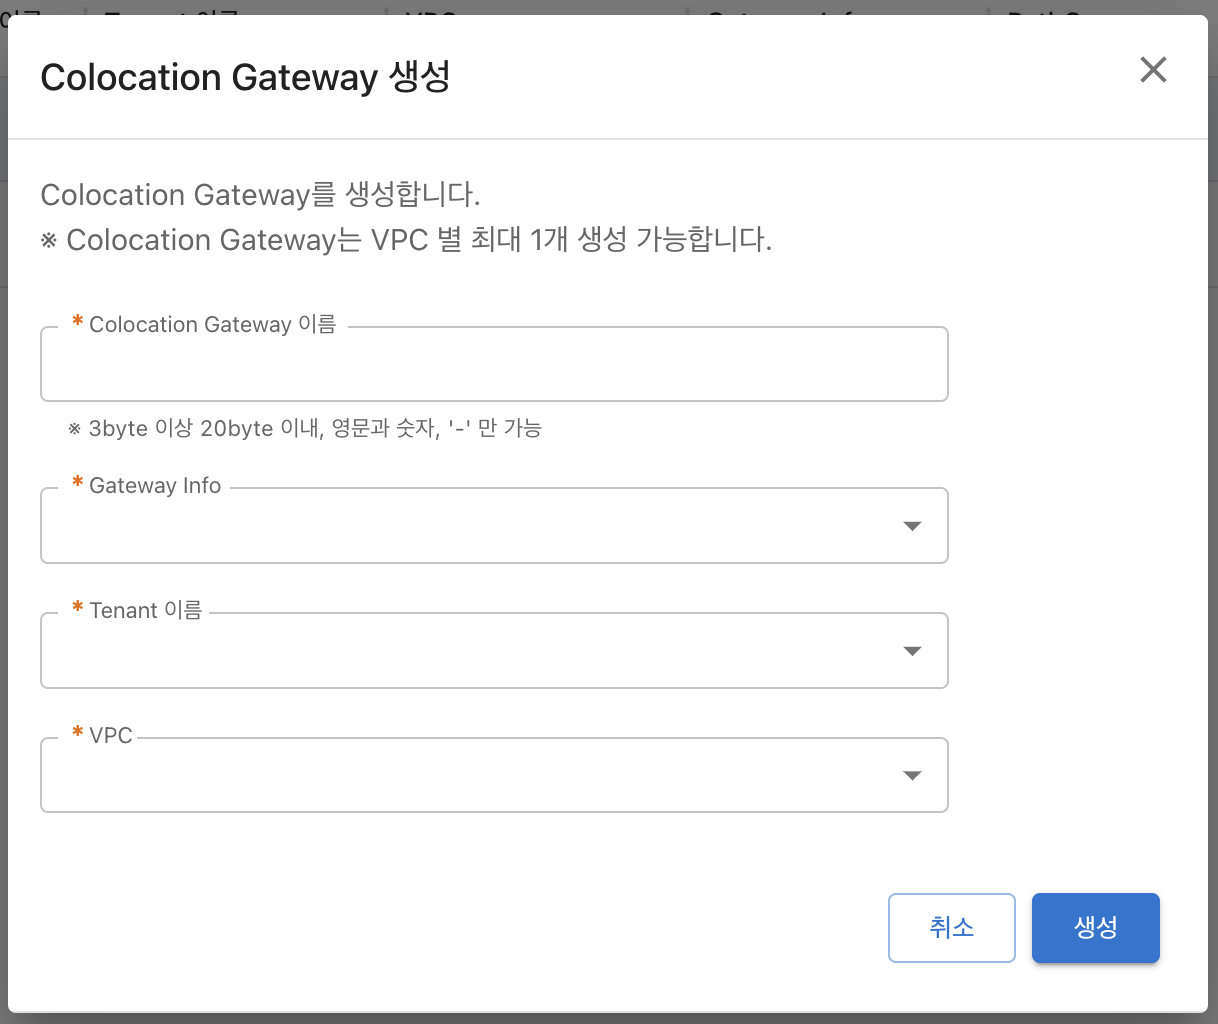 Colocation Gateway 생성
Colocation Gateway를 생성합니다.
※ Colocation Gateway는 VPC 별 최대 1개 생성 가능합니다.
* Colocation Gateway 이름
※ 3byte 이상 20byte 이내, 영문과 숫자, '-' 만 가능
* Gateway Info
* Tenant 이름
* VPC
취소
생성